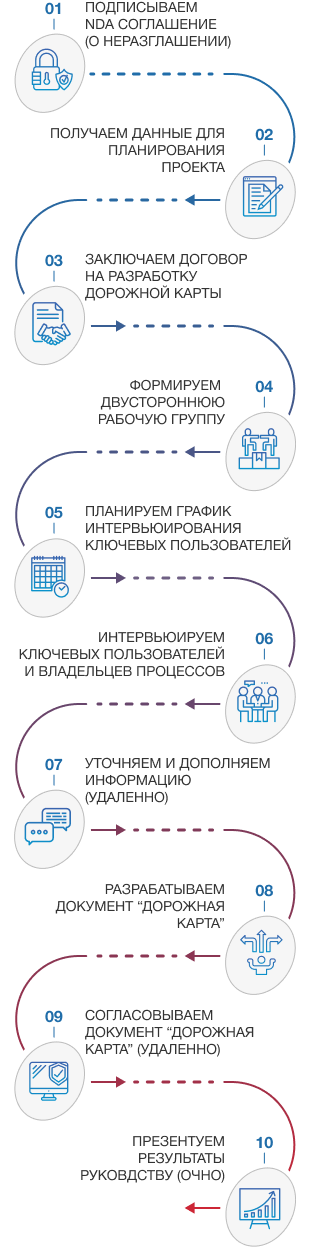 01
ПОДПИСЫВАЕМ
NDA СОГЛАШЕНИЕ
(О НЕРАЗГЛАШЕНИИ)
02
ПОЛУЧАЕМ ДАННЫЕ ДЛЯ
ПЛАНИРОВАНИЯ
ПРОЕКТА
03
ЗАКЛЮЧАЕМ ДОГОВОР
НА РАЗРАБОТКУ
ДОРОЖНОЙ КАРТЫ
04
ФОРМИРУЕМ
ДВУСТОРОННЮЮ
РАБОЧУЮ ГРУППУ
05
ПЛАНИРУЕМ ГРАФИК
ИНТЕРВЬЮИРОВАНИЯ
КЛЮЧЕВЫХ ПОЛЬЗОВАТЕЛЕЙ
06
ИНТЕРВЬЮИРУЕМ
КЛЮЧЕВЫХ ПОЛЬЗОВАТЕЛЕЙ
И ВЛАДЕЛЬЦЕВ ПРОЦЕССОВ
07
УТОЧНЯЕМ И ДОПОЛНЯЕМ
ИНФОРМАЦИЮ
(УДАЛЕННО)
08
РАЗРАБАТЫВАЕМ
ДОКУМЕНТ “ДОРОЖНАЯ
КАРТА”
09
СОГЛАСОВЫВАЕМ
ДОКУМЕНТ “ДОРОЖНАЯ
КАРТА” (УДАЛЕННО)
10
ПРЕЗЕНТУЕМ
РЕЗУЛЬТАТЫ
РУКОВДСТВУ (ОЧНО)